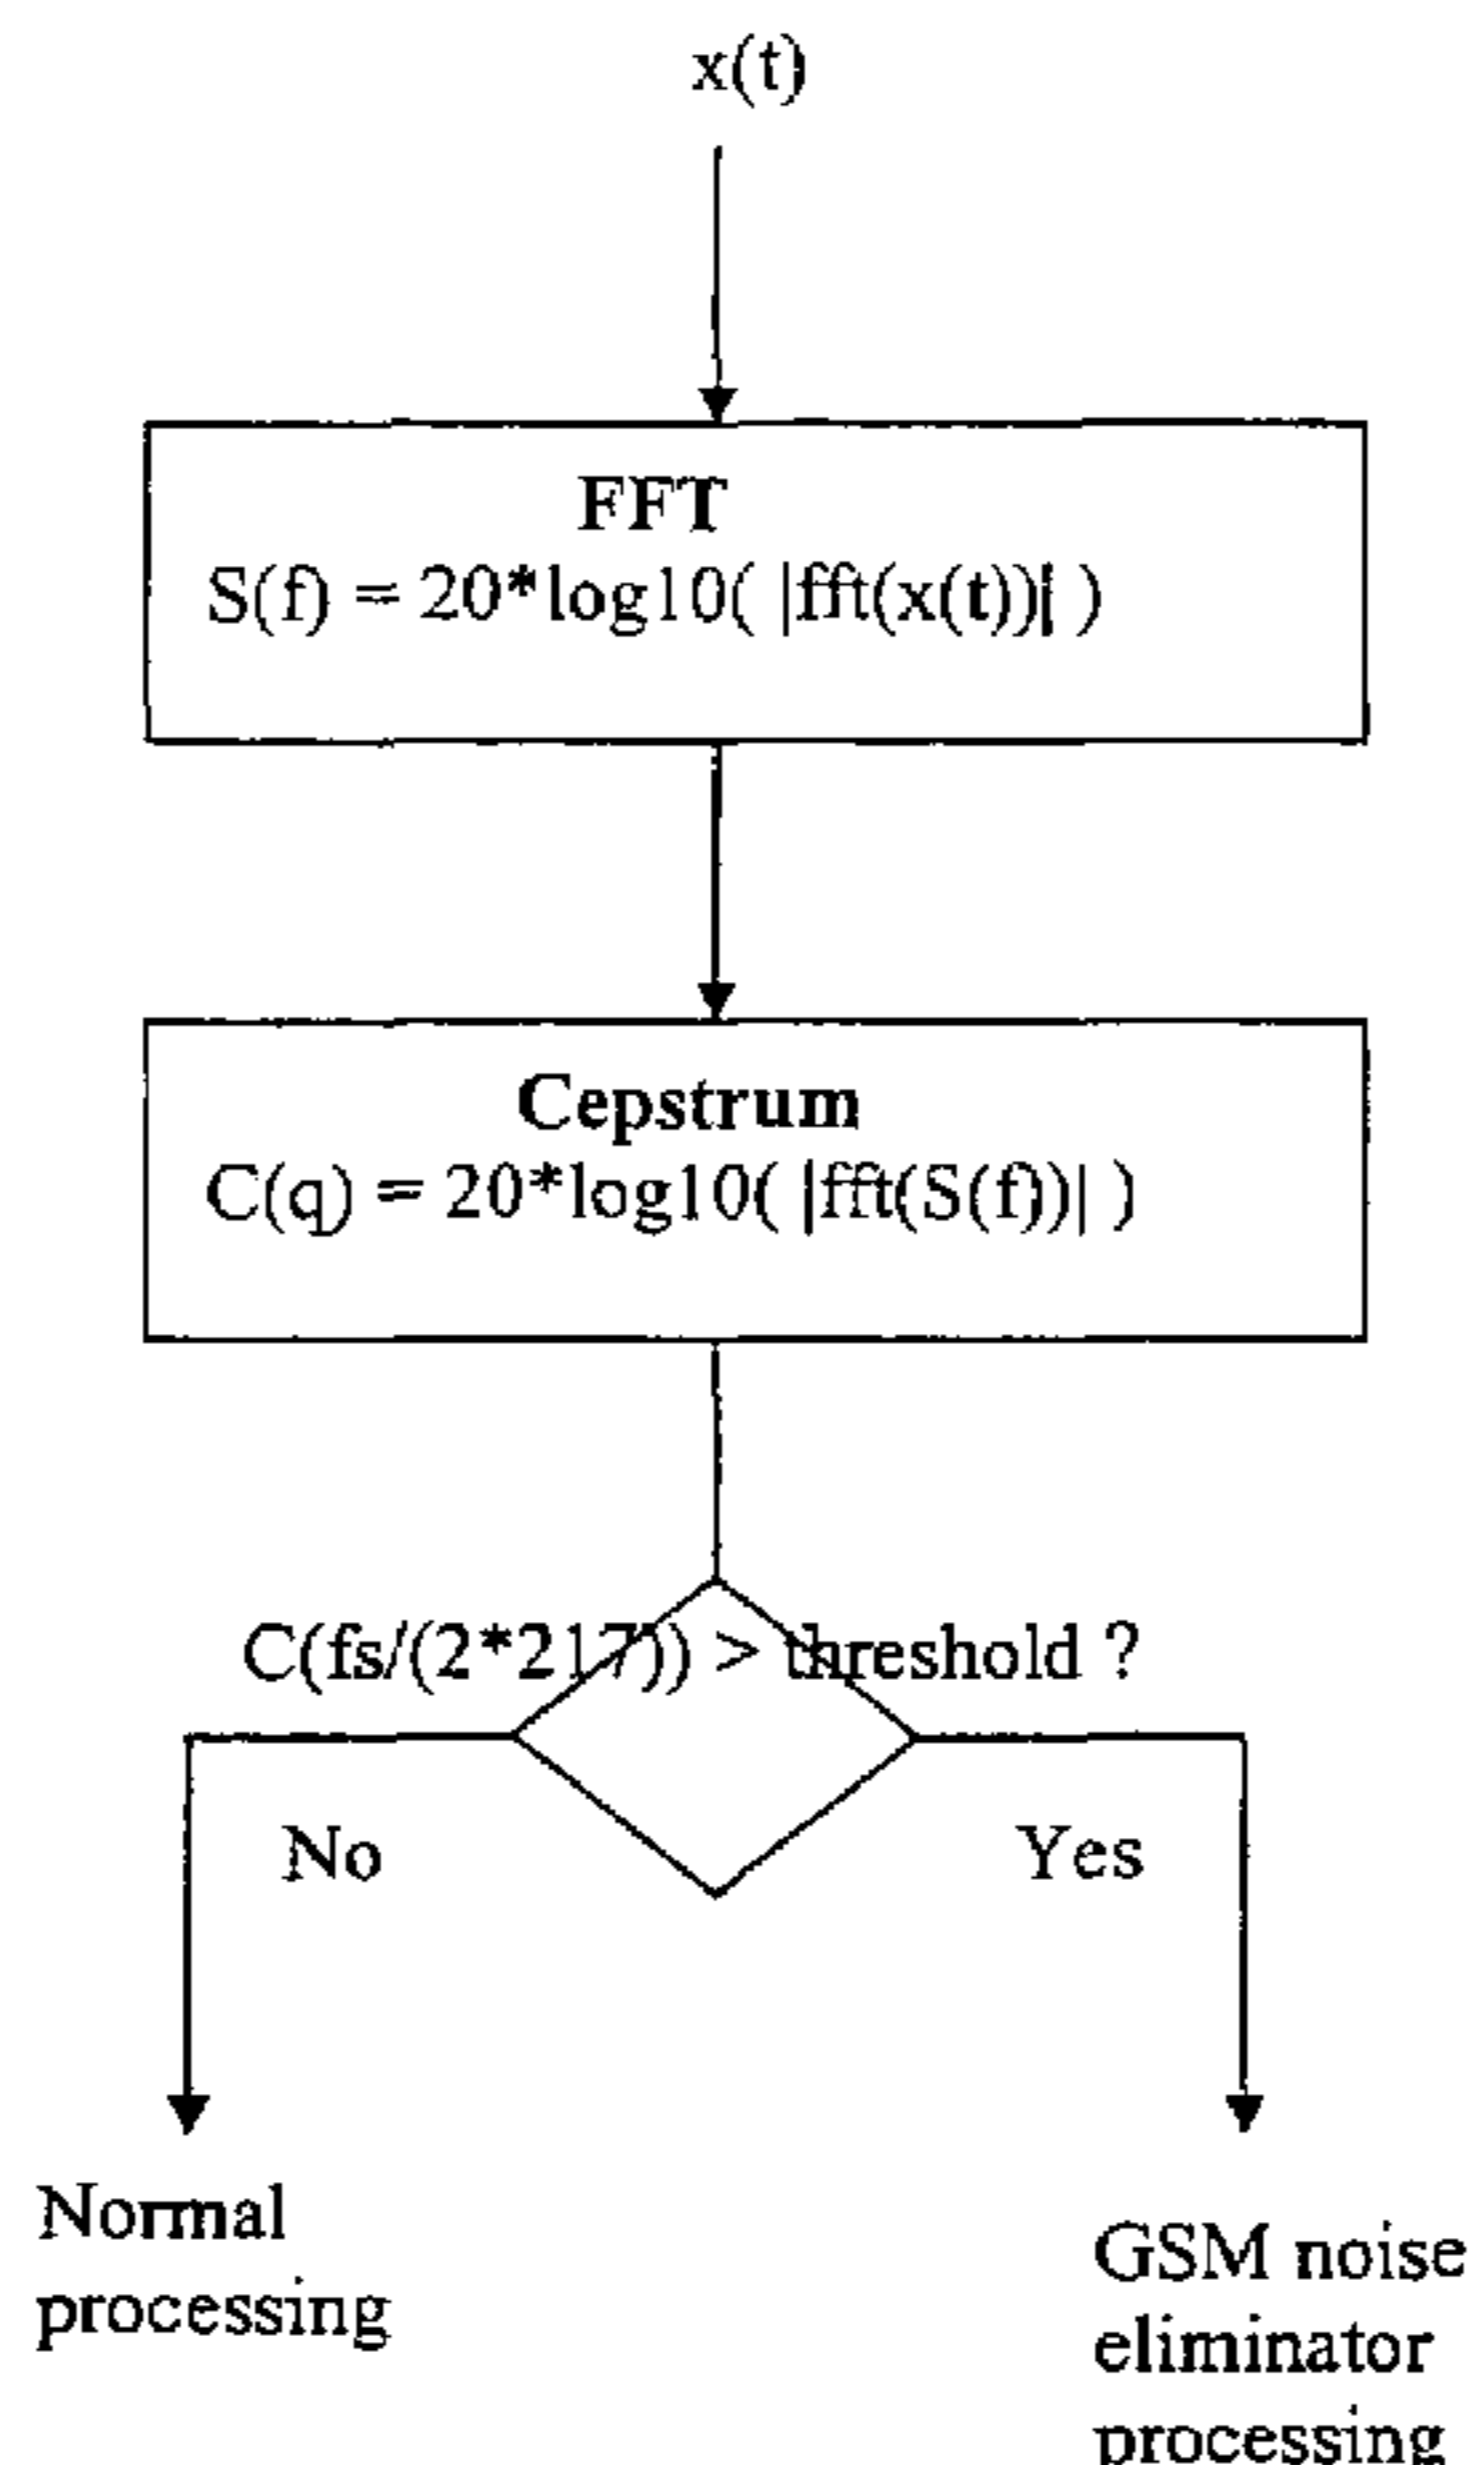 x(t)
FFT
S(f) = 20*log10( |fft(x(t))| )
Cepstrum
C(q) = 20*log10( |fft(S(f))| )
C(fs/(2*217)) > threshold ?
No
Yes
Normal
processing
GSM noise
eliminator
processing